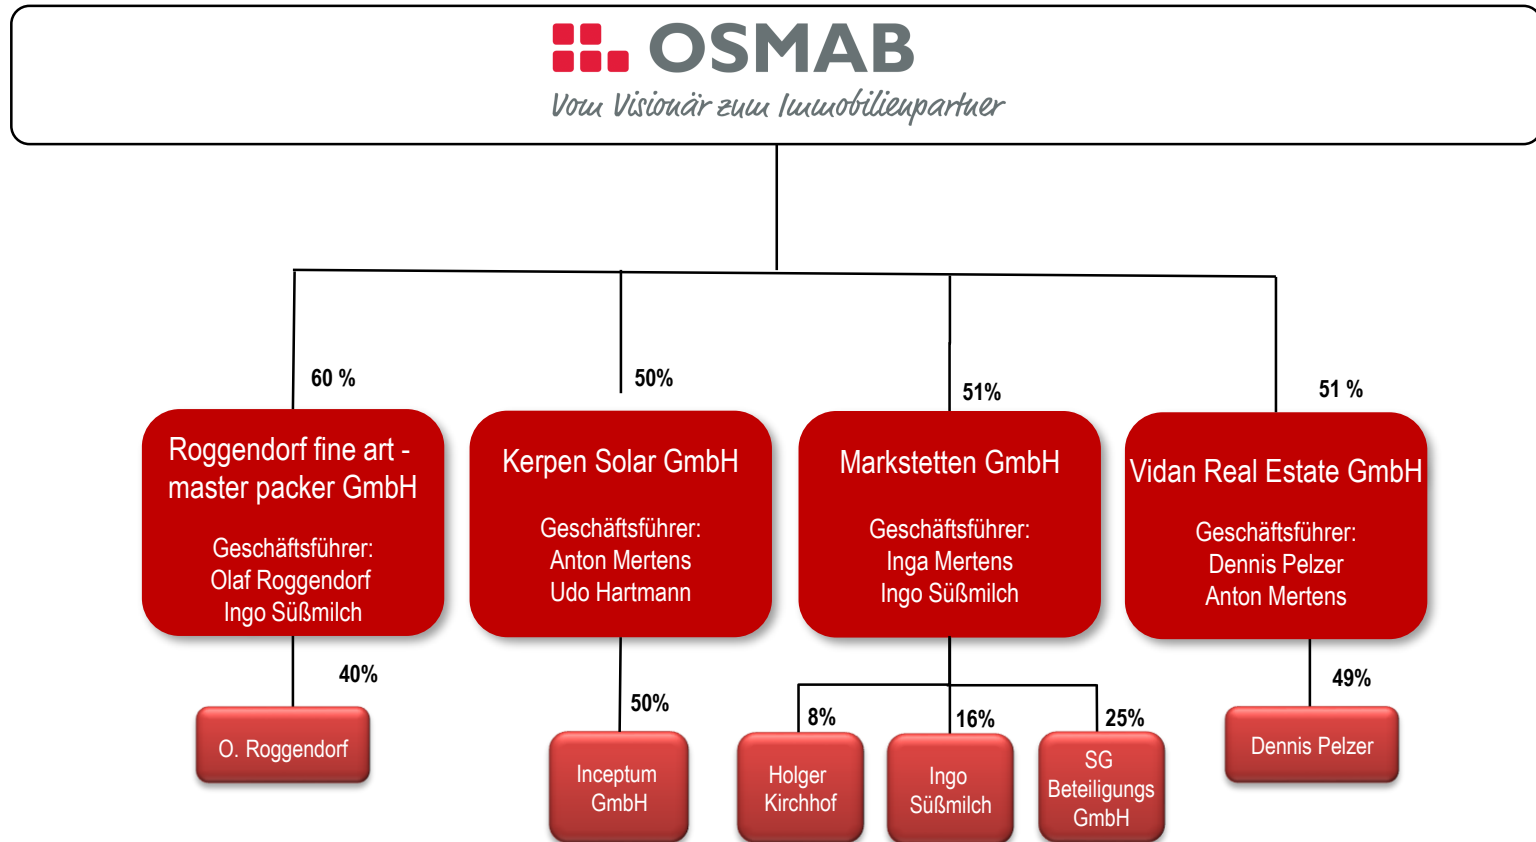 OSMAB
Vom Visionär zum Immobilienpartner
60 %
50%
51%
51 %
Roggendorf fine art -
master packer GmbH
Geschäftsführer:
Olaf Roggendorf
Ingo Süßmilch
Kerpen Solar GmbH
Geschäftsführer:
Anton Mertens
Udo Hartmann
Markstetten GmbH
Geschäftsführer:
Inga Mertens
Ingo Süßmilch
Vidan Real Estate GmbH
Geschäftsführer:
Dennis Pelzer
Anton Mertens
40%
50%
8%
16%
25%
49%
O. Roggendorf
Inceptum
GmbH
Holger
Kirchhof
Ingo
Süßmilch
SG
Beteiligungs
GmbH
Dennis Pelzer